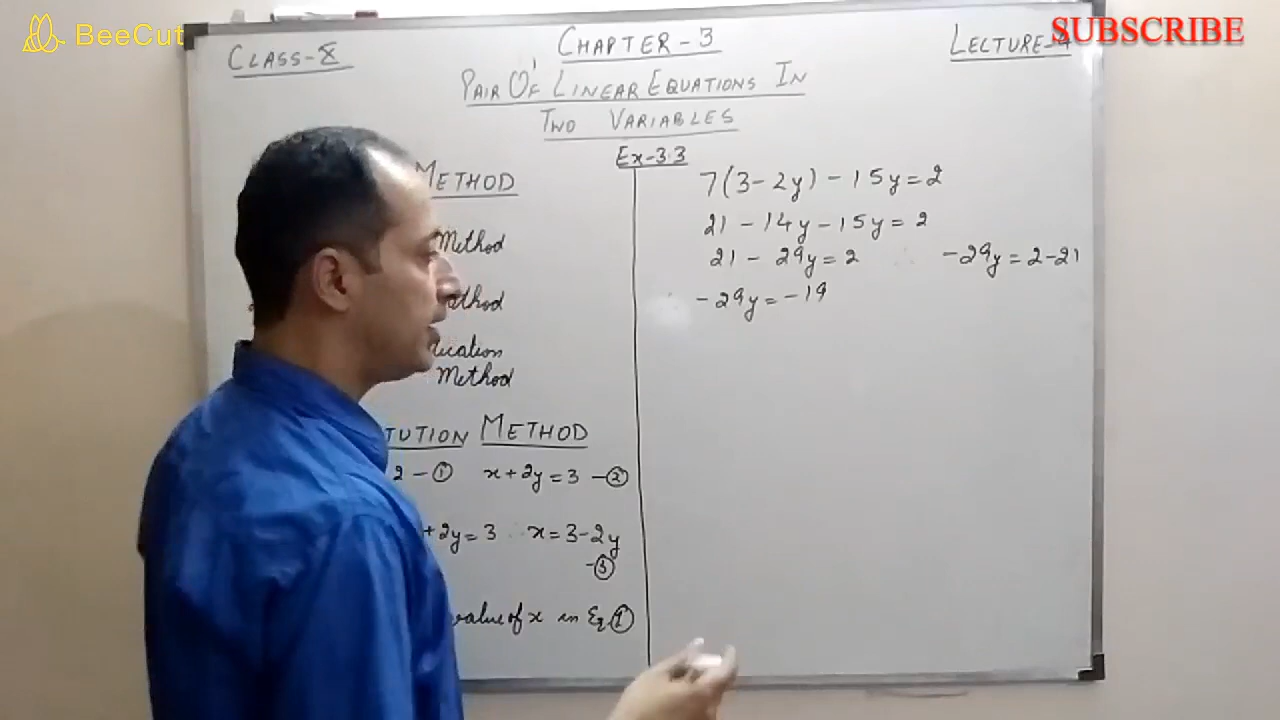 BeeCut
SUBSCRIBE
CLASS-X
CHAPTER-3
LECTURE-4
PAIR OF LINEAR EQUATIONS IN
TWO VARIABLES
Ex-3.3
METHOD
Method
Method
METHOD
2 - ① x+2y=3 -②
+2y=3 x=3-2y
-③
value of x in Eq ①
7(3-2y) -15y=2
21 - 14y - 15y = 2
21 - 29y = 2 -29y = 2-21
-29y = -19